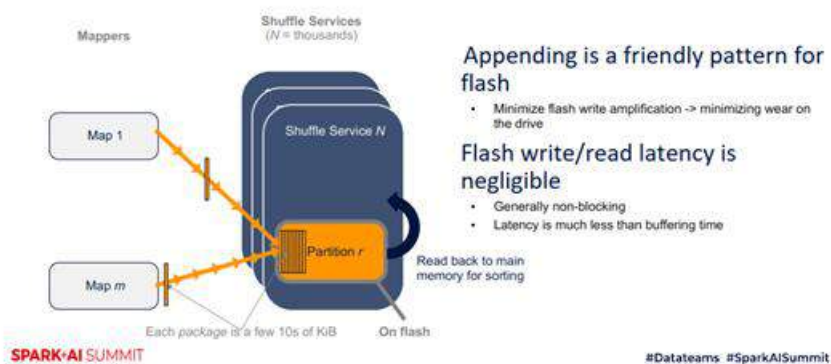 Mappers
Shuffle Services
(N = thousands)
Map 1
Map m
Shuffle Service N
Partition r
Read back to main
memory for sorting
Each package is a few 10s of KiB
On flash
Appending is a friendly pattern for
flash
• Minimize flash write amplification -> minimizing wear on
the drive
Flash write/read latency is
negligible
• Generally non-blocking
• Latency is much less than buffering time
SPARK+AI SUMMIT
#Datateams #SparkAISummit